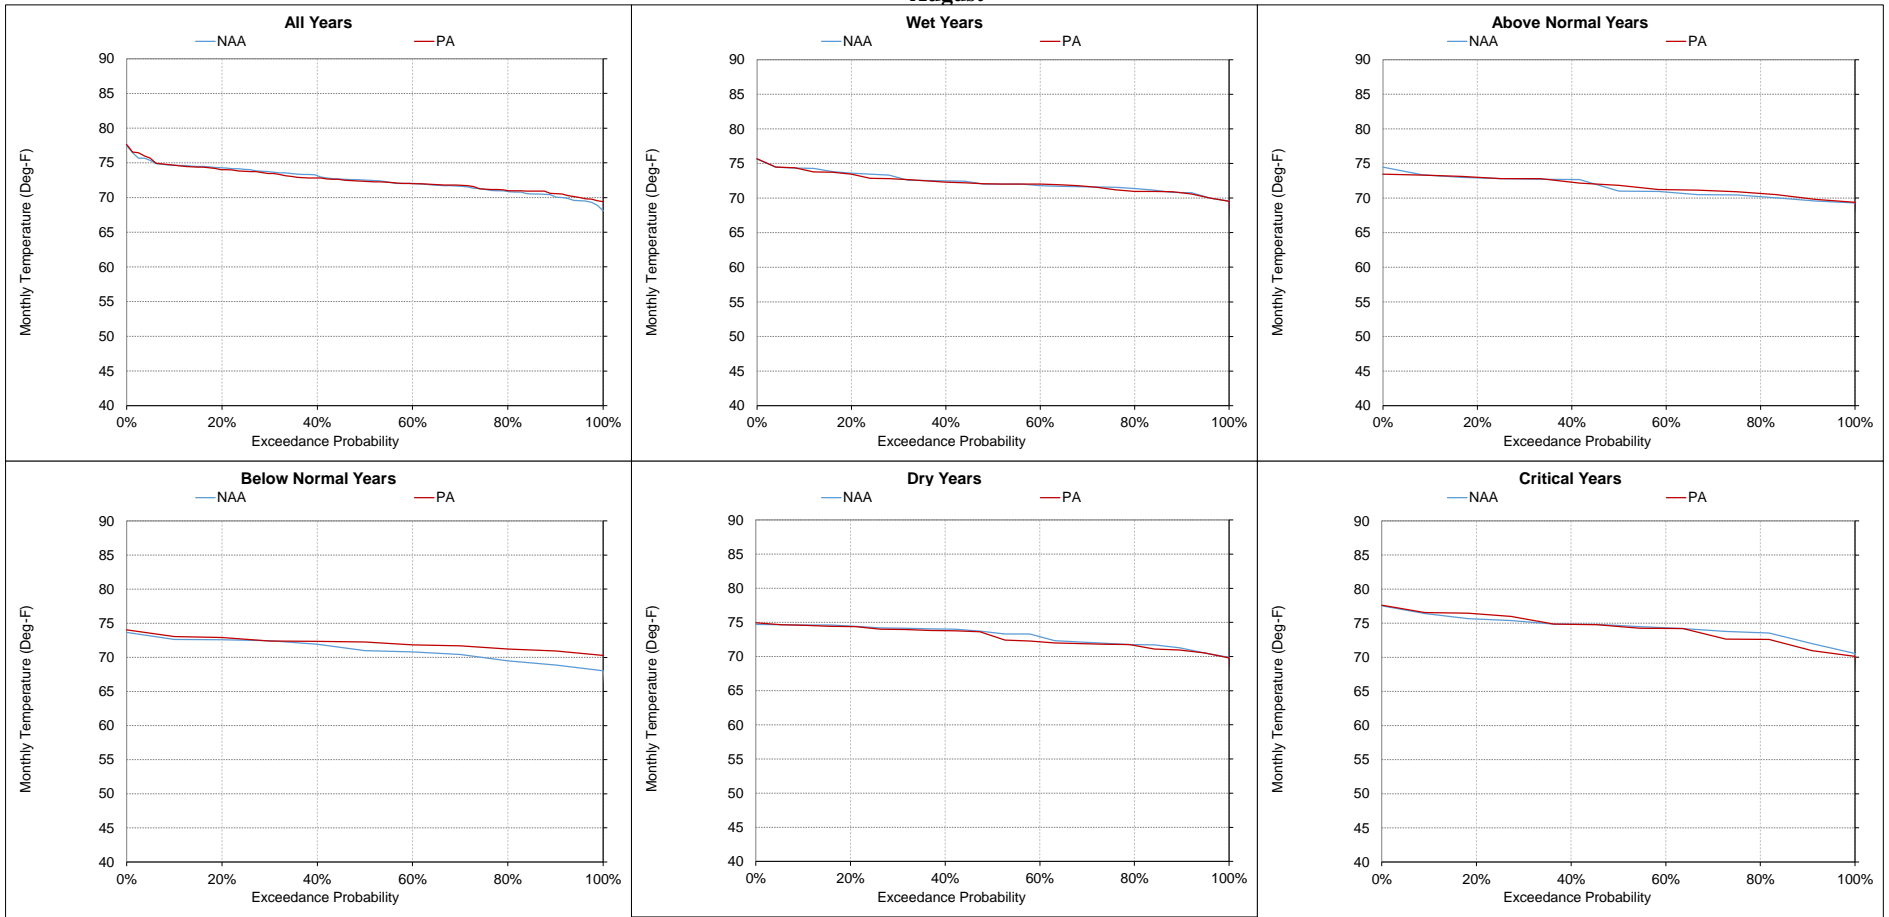 August
All Years
NAA PA
Monthly Temperature (Deg-F)
90
85
80
75
70
65
60
55
50
45
40
0% 20% 40% 60% 80% 100%
Exceedance Probability
Wet Years
NAA PA
Monthly Temperature (Deg-F)
90
85
80
75
70
65
60
55
50
45
40
0% 20% 40% 60% 80% 100%
Exceedance Probability
Above Normal Years
NAA PA
Monthly Temperature (Deg-F)
90
85
80
75
70
65
60
55
50
45
40
0% 20% 40% 60% 80% 100%
Exceedance Probability
Below Normal Years
NAA PA
Monthly Temperature (Deg-F)
90
85
80
75
70
65
60
55
50
45
40
0% 20% 40% 60% 80% 100%
Exceedance Probability
Dry Years
NAA PA
Monthly Temperature (Deg-F)
90
85
80
75
70
65
60
55
50
45
40
0% 20% 40% 60% 80% 100%
Exceedance Probability
Critical Years
NAA PA
Monthly Temperature (Deg-F)
90
85
80
75
70
65
60
55
50
45
40
0% 20% 40% 60% 80% 100%
Exceedance Probability